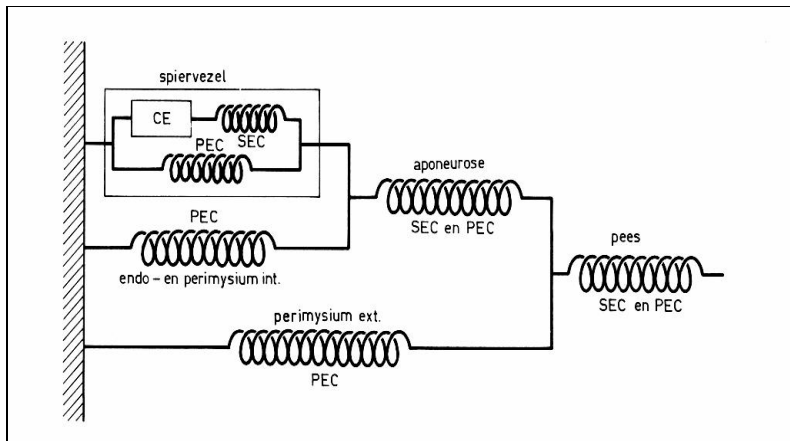 spiervezel
CE
SEC
PEC
PEC
endo – en perimysium int.
aponeurose
SEC en PEC
pees
SEC en PEC
perimysium ext.
PEC